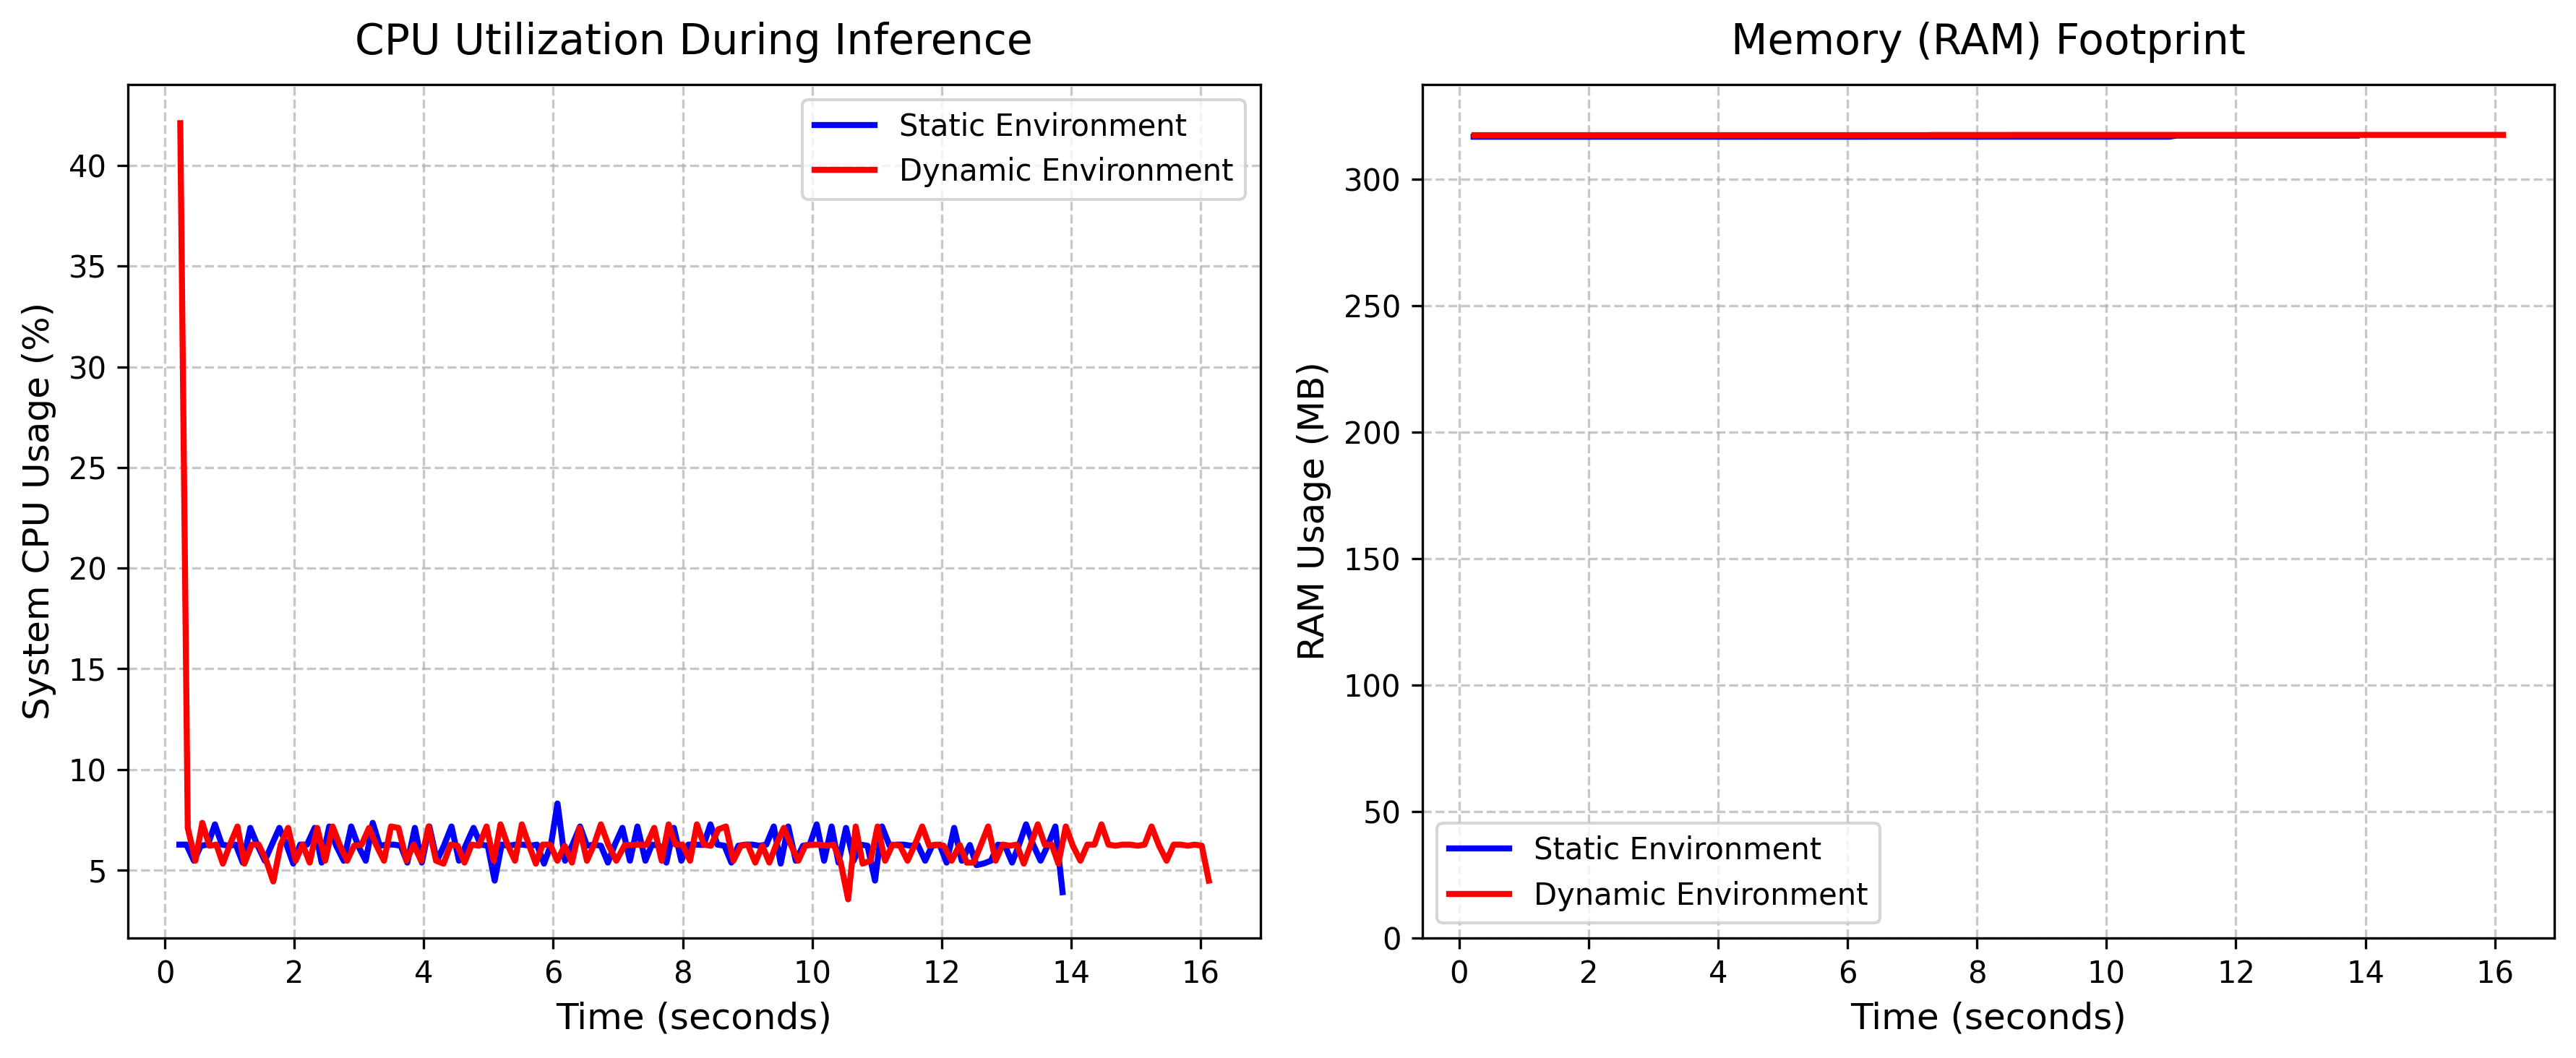 CPU Utilization During Inference
System CPU Usage (%)
40
35
30
25
20
15
10
5
0 2 4 6 8 10 12 14 16
Time (seconds)
Static Environment
Dynamic Environment
Memory (RAM) Footprint
RAM Usage (MB)
300
250
200
150
100
50
0
0 2 4 6 8 10 12 14 16
Time (seconds)
Static Environment
Dynamic Environment